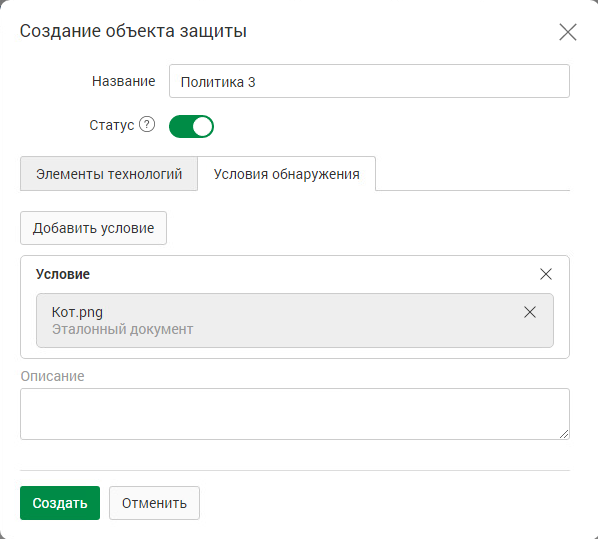 Создание объекта защиты
Название
Политика 3
Статус ?
Элементы технологий
Условия обнаружения
Добавить условие
Условие
Кот.png
Эталонный документ
Описание
Создать
Отменить